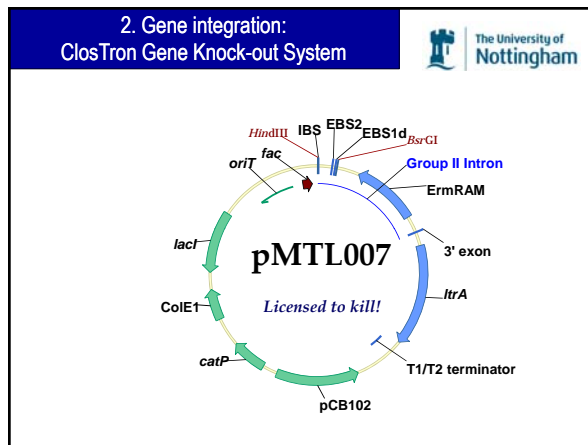 2. Gene integration:
ClosTron Gene Knock-out System
The University of
Nottingham
HindIII
IBS
EBS2
EBS1d
BsrGI
fac
oriT
Group II Intron
ErmRAM
lacI
3' exon
pMTL007
Licensed to kill!
ltrA
ColE1
catP
T1/T2 terminator
pCB102